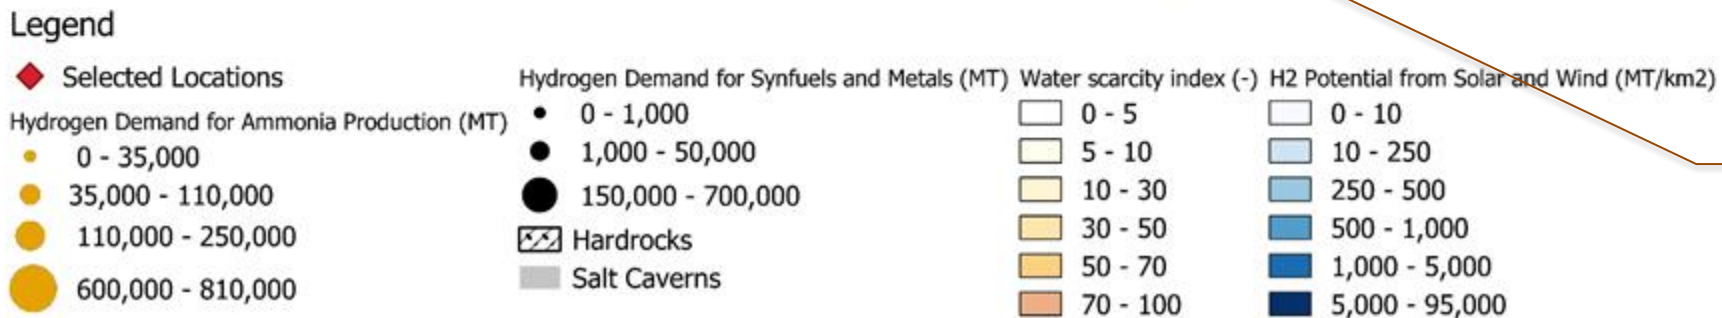 Legend
Selected Locations
Hydrogen Demand for Ammonia Production (MT)
0 - 35,000
35,000 - 110,000
110,000 - 250,000
600,000 - 810,000
Hydrogen Demand for Synfuels and Metals (MT)
0 - 1,000
1,000 - 50,000
150,000 - 700,000
Hardrocks
Salt Caverns
Water scarcity index (-)
0 - 5
5 - 10
10 - 30
30 - 50
50 - 70
70 - 100
H2 Potential from Solar and Wind (MT/km2)
0 - 10
10 - 250
250 - 500
500 - 1,000
1,000 - 5,000
5,000 - 95,000